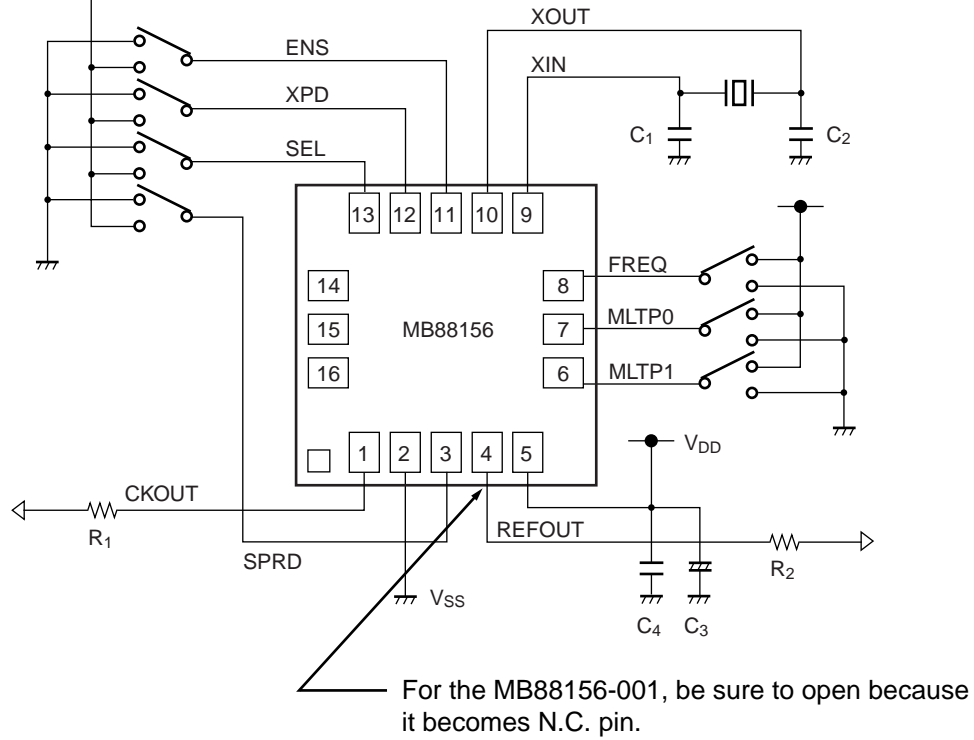 XOUT
ENS
XIN
XPD
C1
C2
SEL
13 12 11 10 9
FREQ
14
8
MLTP0
15
MB88156
7
MLTP1
16
6
1 2 3 4 5
VDD
CKOUT
REFOUT
R1
R2
SPRD
VSS
C4 C3
For the MB88156-001, be sure to open because
it becomes N.C. pin.